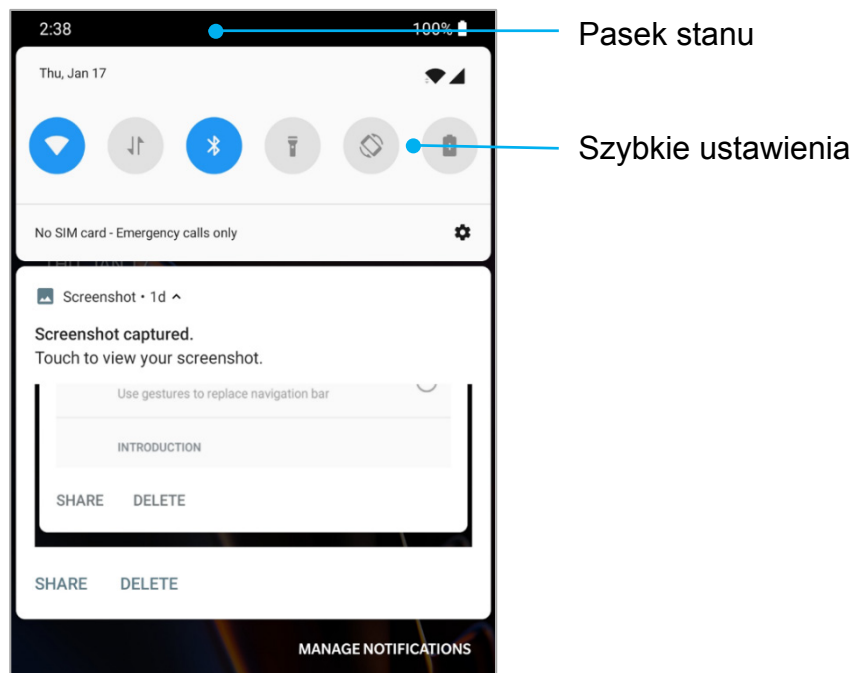 2:38
100%
Pasek stanu
Thu, Jan 17
Szybkie ustawienia
No SIM card - Emergency calls only
Screenshot • 1d
Screenshot captured.
Touch to view your screenshot.
Use gestures to replace navigation bar
INTRODUCTION
SHARE DELETE
SHARE DELETE
MANAGE NOTIFICATIONS